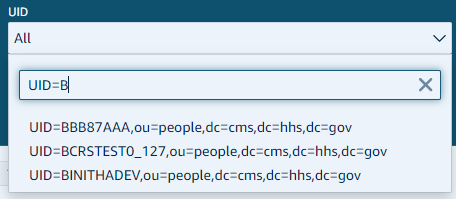 UID
All
UID=B
UID=BBB87AAA,ou=people,dc=cms,dc=hhs,dc=gov
UID=BCRSTEST0_127,ou=people,dc=cms,dc=hhs,dc=gov
UID=BINITHADEV,ou=people,dc=cms,dc=hhs,dc=gov